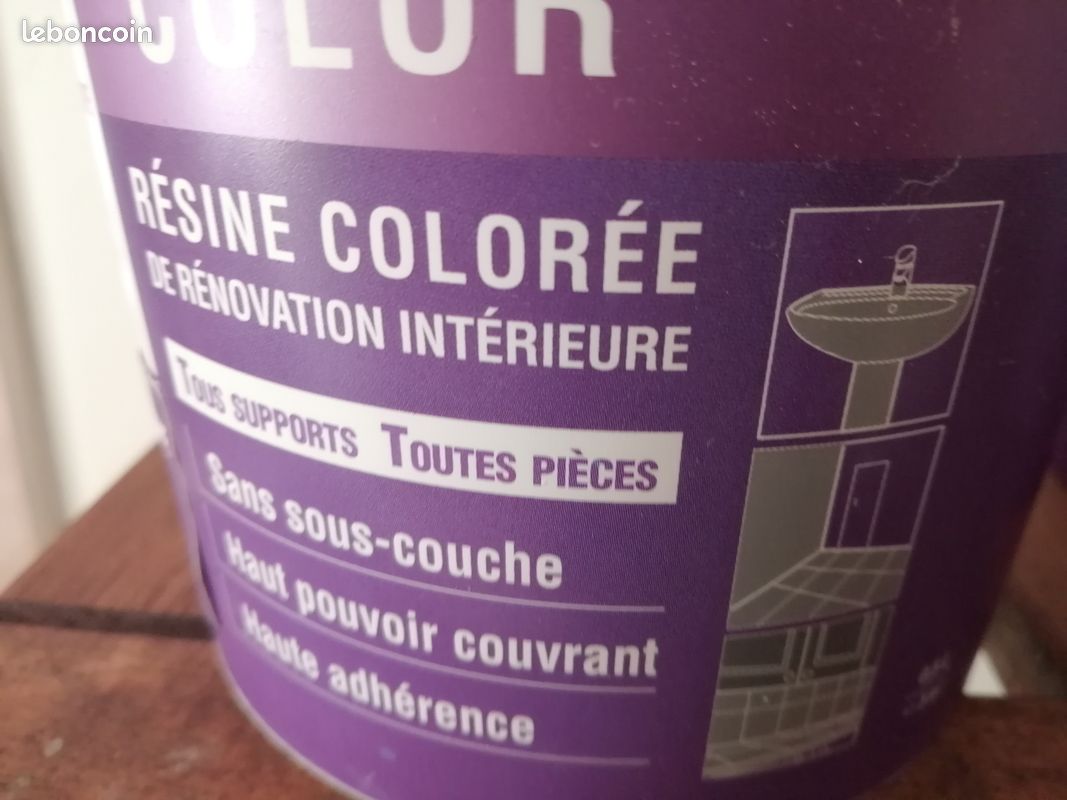 leboncoin
COLOR
RÉSINE COLORÉE
DE RÉNOVATION INTÉRIEURE
TOUS SUPPORTS TOUTES PIÈCES
Sans sous-couche
Haut pouvoir couvrant
Haute adhérence